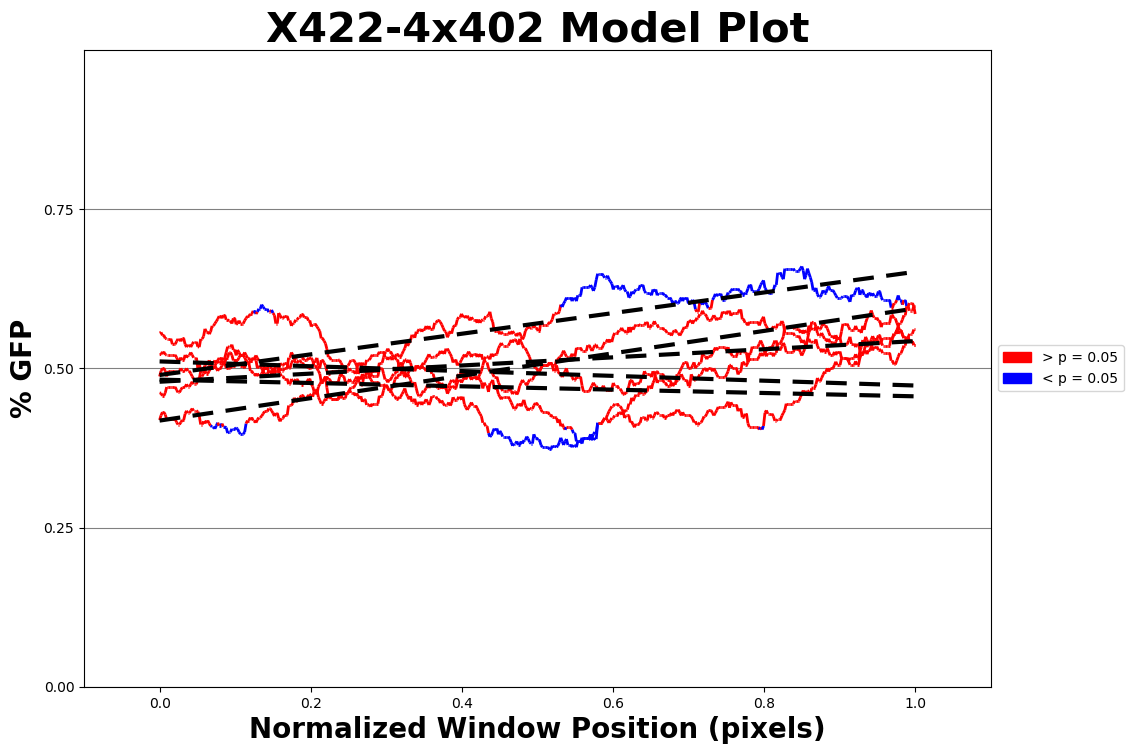 X422-4x402 Model Plot
% GFP
0.75
0.50
0.25
0.00
0.0 0.2 0.4 0.6 0.8 1.0
Normalized Window Position (pixels)
> p = 0.05
< p = 0.05